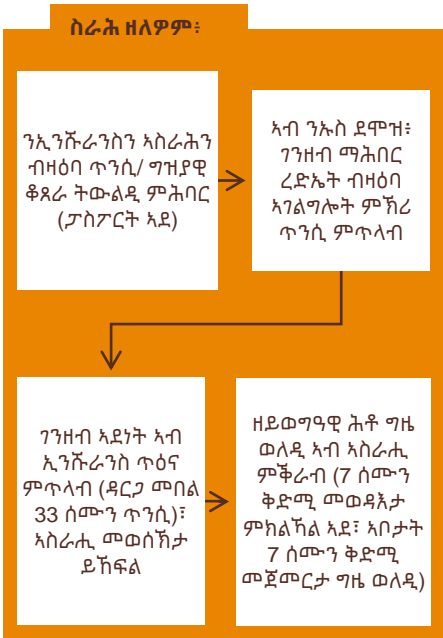 ስራሕ ዘለዎም፡
ንኢንሹራንስን ኣስራሕን
ብዛዕባ ጥንሲ/ ግዝያዊ
ቆጸራ ትውልዲ ምሕባር
(ፓስፖርት ኣደ)
ኣብ ንኡስ ደሞዝ፥
ገንዘብ ማሕበር
ረድኤት ብዛዕባ
ኣገልግሎት ምኽሪ
ጥንሲ ምጥላብ
ገንዘብ ኣደነት ኣብ
ኢንሹራንስ ጥዕና
ምጥላብ (ዳርጋ መበል
33 ሰሙን ጥንሲ)፣
ኣስራሒ መወሰኽታ
ይኸፍል
ዘይወግዓዊ ሕቶ ግዜ
ወለዲ ኣብ ኣስራሒ
ምቕራብ (7 ሰሙን
ቅድሚ መወዳእታ
ምክልኻል ኣደ፣ ኣቦታት
7 ሰሙን ቅድሚ
መጀመርታ ግዜ ወለዲ)